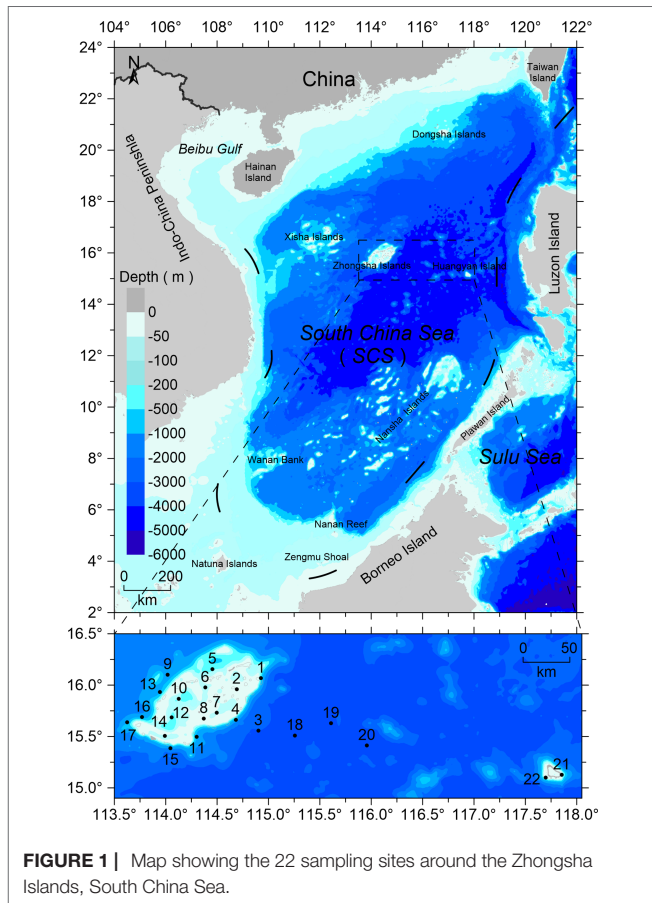 104° 106° 108° 110° 112° 114° 116° 118° 120° 122°
24°
22°
20°
18°
16°
14°
12°
10°
8°
6°
4°
2°
N
China
Taiwan
Island
Dongsha Islands
Beibu Gulf
Hainan
Island
Indo-China Peninshla
Xisha Islands
Zhongsha Islands
Huangyan Island
Luzon Island
Depth ( m )
0
-50
-100
-200
-500
-1000
-2000
-3000
-4000
-5000
-6000
South China Sea
( SCS )
Nansha Islands
Plawan Island
Wanan Bank
Sulu Sea
Nanan Reef
Zengmu Shoal
Natuna Islands
Borneo Island
0 200
km
16.5°
16.0°
15.5°
15.0°
0 50
km
5
9
1
6
2
13
10
16
7
12
8
4
3
19
18
17
14
11
20
15
21
22
113.5° 114.0° 114.5° 115.0° 115.5° 116.0° 116.5° 117.0° 117.5° 118.0°
FIGURE 1 | Map showing the 22 sampling sites around the Zhongsha
Islands, South China Sea.